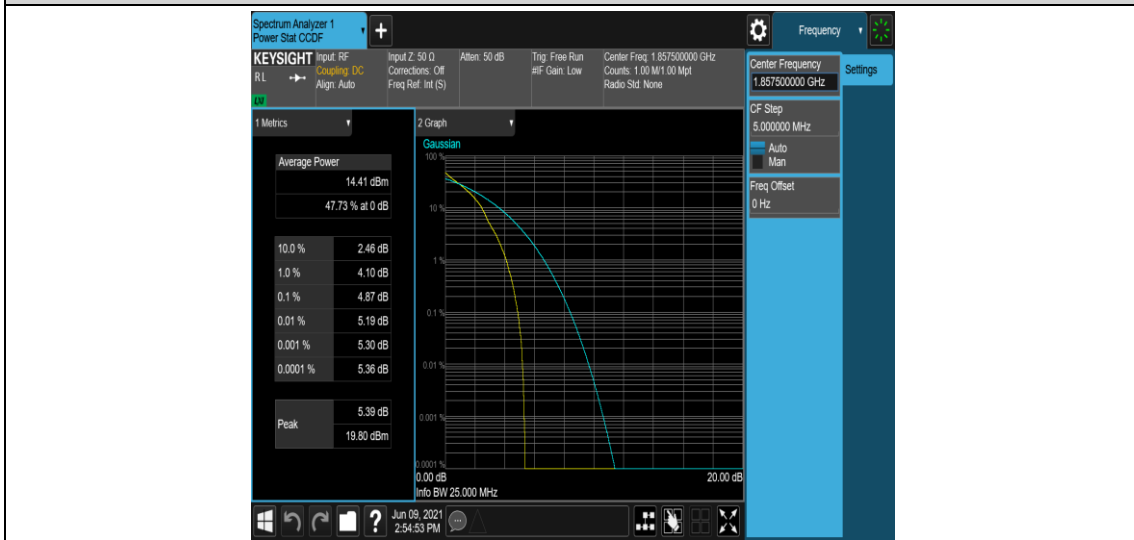 Spectrum Analyzer 1
Power Stat CCDF
Frequency
KEYSIGHT
RL
LXI
Input: RF
Coupling: DC
Align: Auto
Input Z: 50 Ω
Corrections: Off
Freq Ref: Int (S)
Atten: 50 dB
Trig: Free Run
#IF Gain: Low
Center Freq: 1.857500000 GHz
Counts: 1.00 M/1.00 Mpt
Radio Std: None
Center Frequency
1.857500000 GHz
Settings
CF Step
5.000000 MHz
Auto
Man
Freq Offset
0 Hz
1 Metrics
Average Power
14.41 dBm
47.73 % at 0 dB
10.0 % 2.46 dB
1.0 % 4.10 dB
0.1 % 4.87 dB
0.01 % 5.19 dB
0.001 % 5.30 dB
0.0001 % 5.36 dB
Peak
5.39 dB
19.80 dBm
2 Graph
Gaussian
100 %
10 %
1 %
0.1 %
0.01 %
0.001 %
0.0001 %
0.00 dB 20.00 dB
Info BW 25.000 MHz
?
Jun 09, 2021
2:54:53 PM